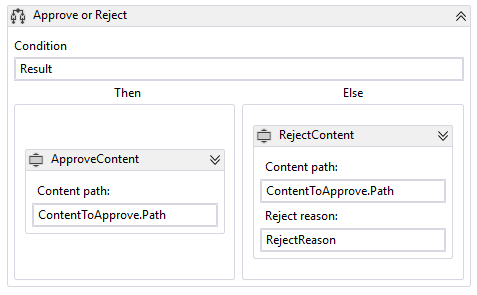 Approve or Reject
Condition
Result
Then
Else
ApproveContent
Content path:
ContentToApprove.Path
RejectContent
Content path:
ContentToApprove.Path
Reject reason:
RejectReason